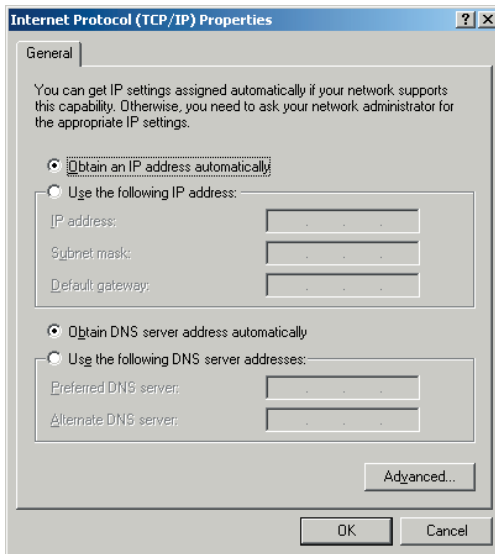 Internet Protocol (TCP/IP) Properties
General
You can get IP settings assigned automatically if your network supports
this capability. Otherwise, you need to ask your network administrator for
the appropriate IP settings.
Obtain an IP address automatically
Use the following IP address:
IP address:
Subnet mask:
Default gateway:
Obtain DNS server address automatically
Use the following DNS server addresses:
Preferred DNS server:
Alternate DNS server:
Advanced...
OK Cancel